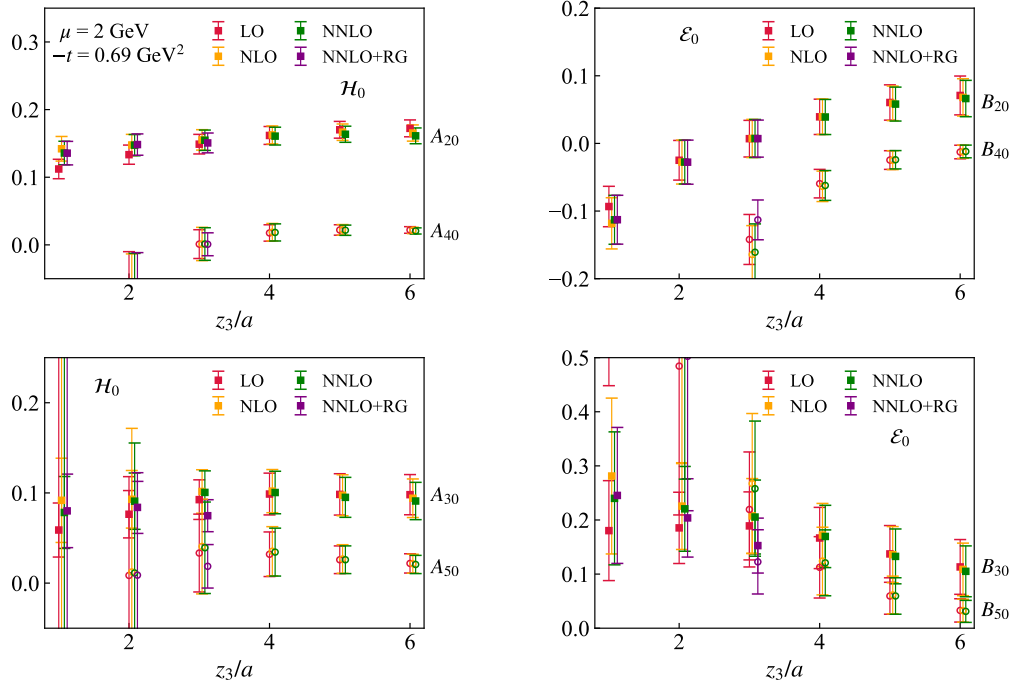 μ = 2 GeV
−t = 0.69 GeV²
LO
NNLO
NLO
NNLO+RG
ℋ₀
A₂₀
A₄₀
0.3
0.2
0.1
0.0
2
4
6
z₃/a
ℰ₀
LO
NNLO
NLO
NNLO+RG
B₂₀
B₄₀
0.2
0.1
0.0
−0.1
−0.2
2
4
6
z₃/a
ℋ₀
LO
NNLO
NLO
NNLO+RG
A₃₀
A₅₀
0.2
0.1
0.0
2
4
6
z₃/a
LO
NNLO
NLO
NNLO+RG
ℰ₀
B₃₀
B₅₀
0.5
0.4
0.3
0.2
0.1
0.0
2
4
6
z₃/a